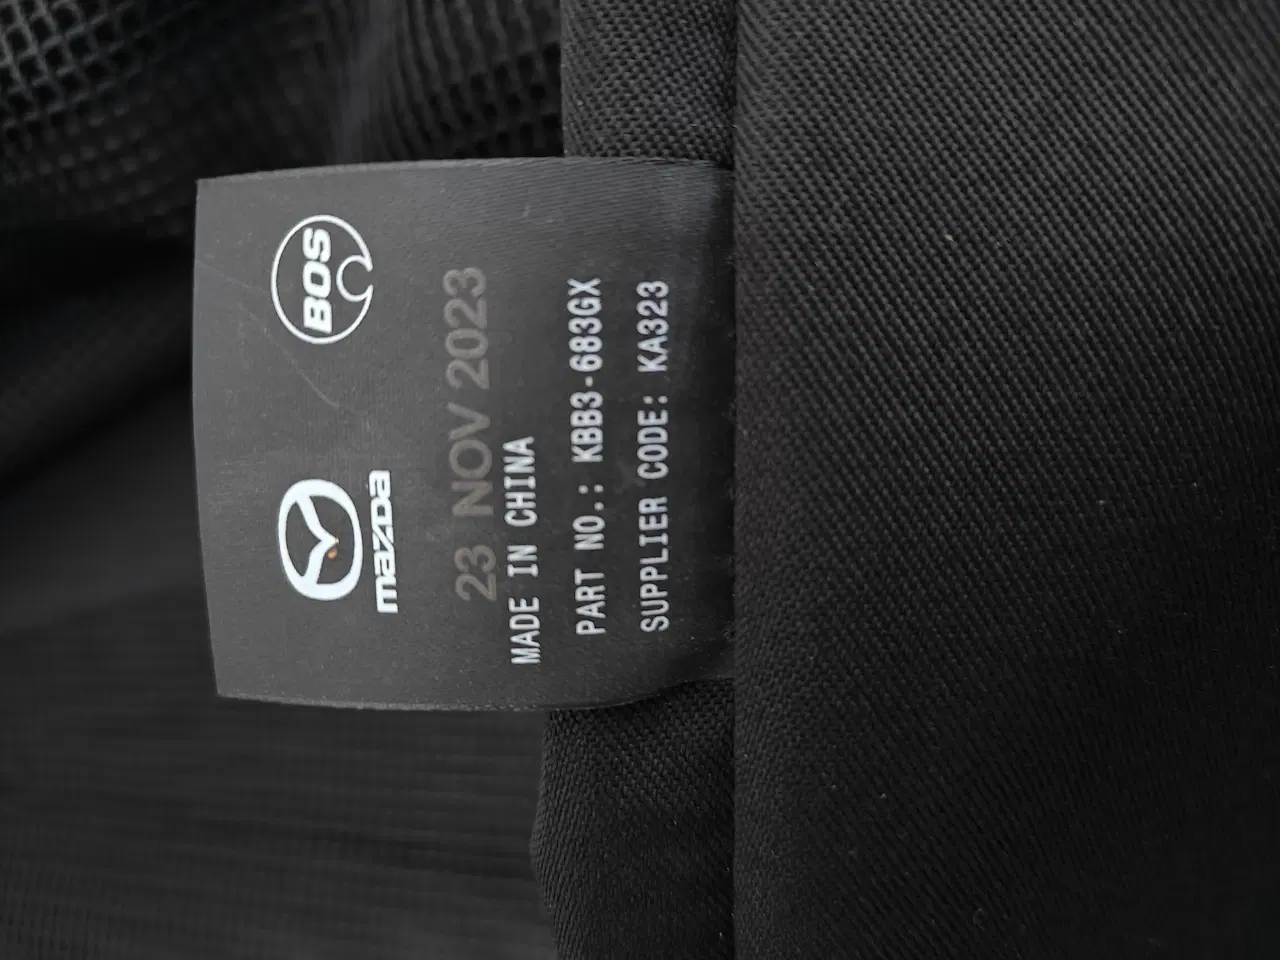 mazda
BOS
23 NOV 2023
MADE IN CHINA
PART NO.: KBB3-683GX
SUPPLIER CODE: KA323